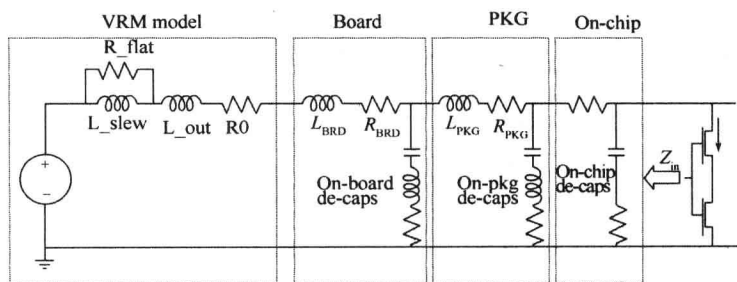 VRM model
Board
PKG
On-chip
R_flat
L_slew
L_out
R0
L_BRD
R_BRD
L_PKG
R_PKG
On-board
de-caps
On-pkg
de-caps
On-chip
de-caps
Z_in
+
−